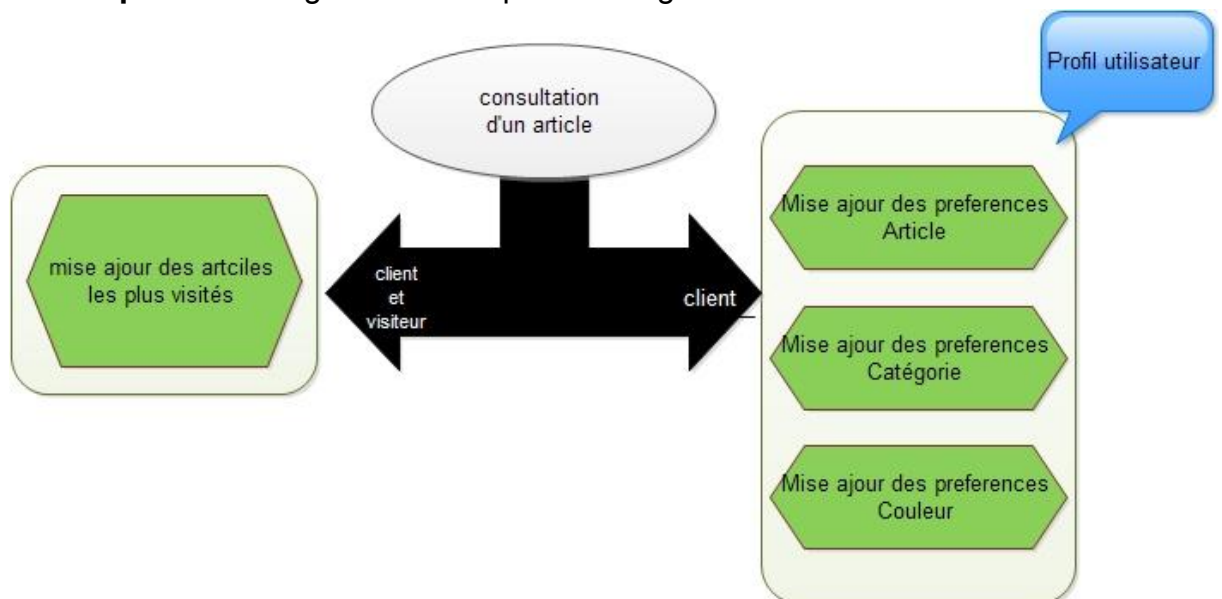 Profil utilisateur
consultation
d'un article
mise ajour des artciles
les plus visités
client
et
visiteur
client
Mise ajour des preferences
Article
Mise ajour des preferences
Catégorie
Mise ajour des preferences
Couleur